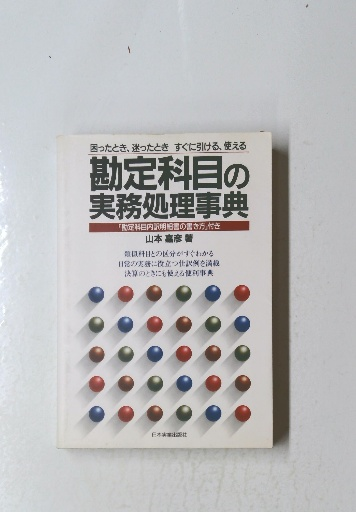 困ったとき、迷ったとき すぐに引ける、使える
勘定科目の
実務処理事典
「勘定科目内訳明細書の書き方」付き
山本 嘉彦 著
類似科目との区分がすぐわかる
日常の実務に役立つ仕訳例を満載
決算のときにも使える便利事典
日本実業出版社